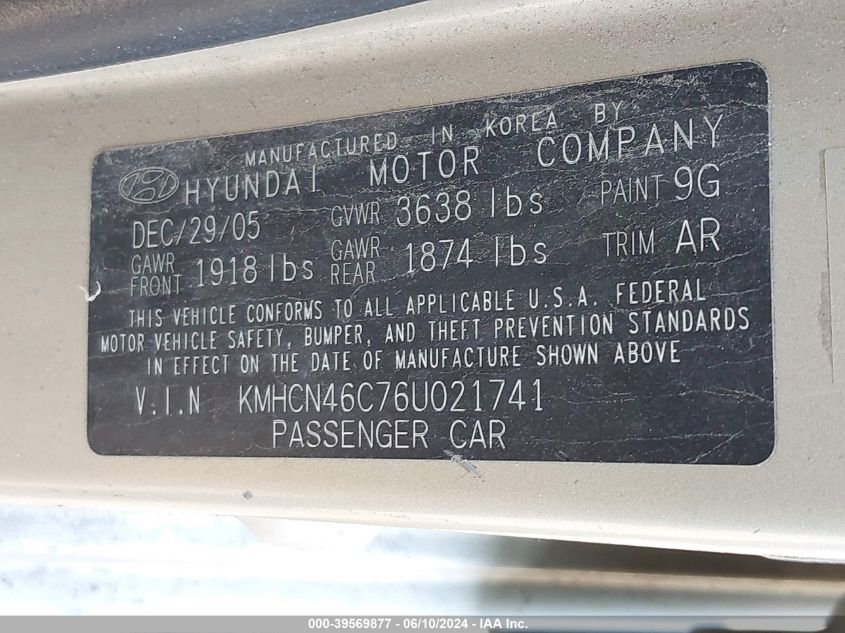 MANUFACTURED IN KOREA BY
HYUNDAI MOTOR COMPANY
DEC/29/05 GVWR 3638 lbs PAINT 9G
GAWR FRONT 1918 lbs GAWR REAR 1874 lbs TRIM AR
THIS VEHICLE CONFORMS TO ALL APPLICABLE U.S.A. FEDERAL
MOTOR VEHICLE SAFETY, BUMPER, AND THEFT PREVENTION STANDARDS
IN EFFECT ON THE DATE OF MANUFACTURE SHOWN ABOVE
V.I.N KMHCN46C76U021741
PASSENGER CAR
000-39569877 - 06/10/2024 - IAA Inc.